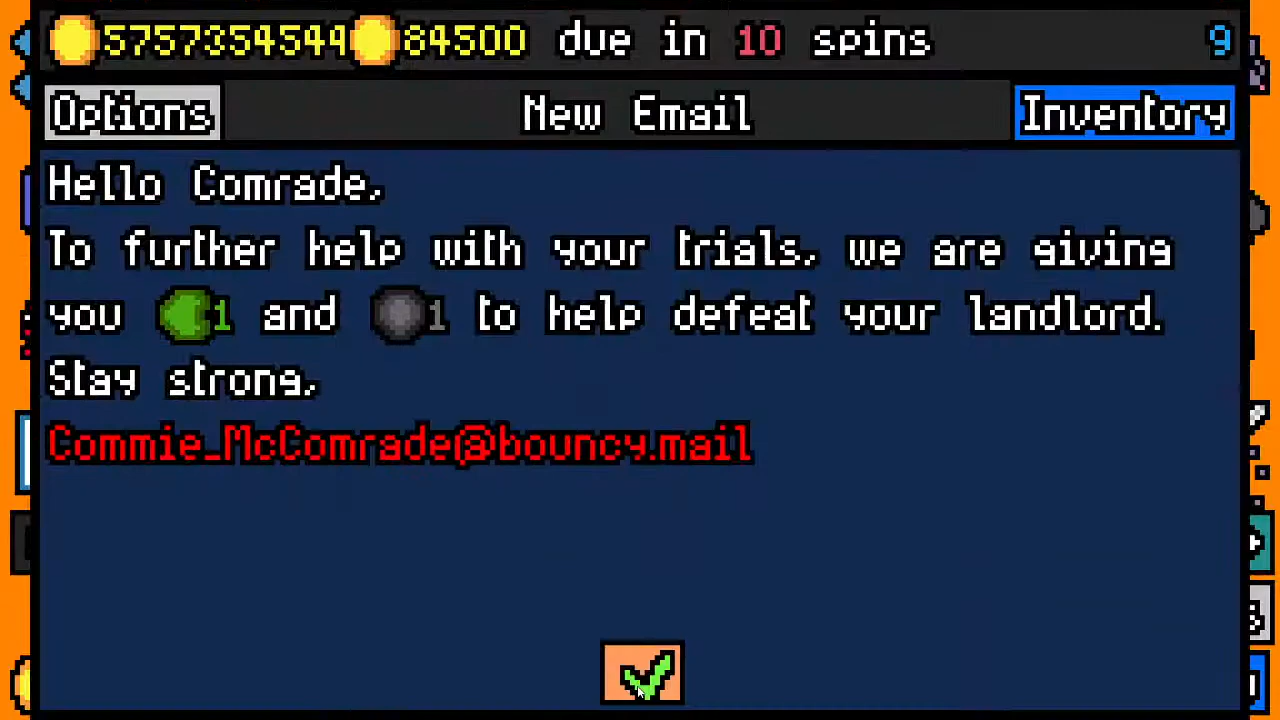 5757354544 84500 due in 10 spins 9
Options New Email Inventory
Hello Comrade,
To further help with your trials, we are giving
you 1 and 1 to help defeat your landlord.
Stay strong,
Commie_McComrade@bouncy.mail